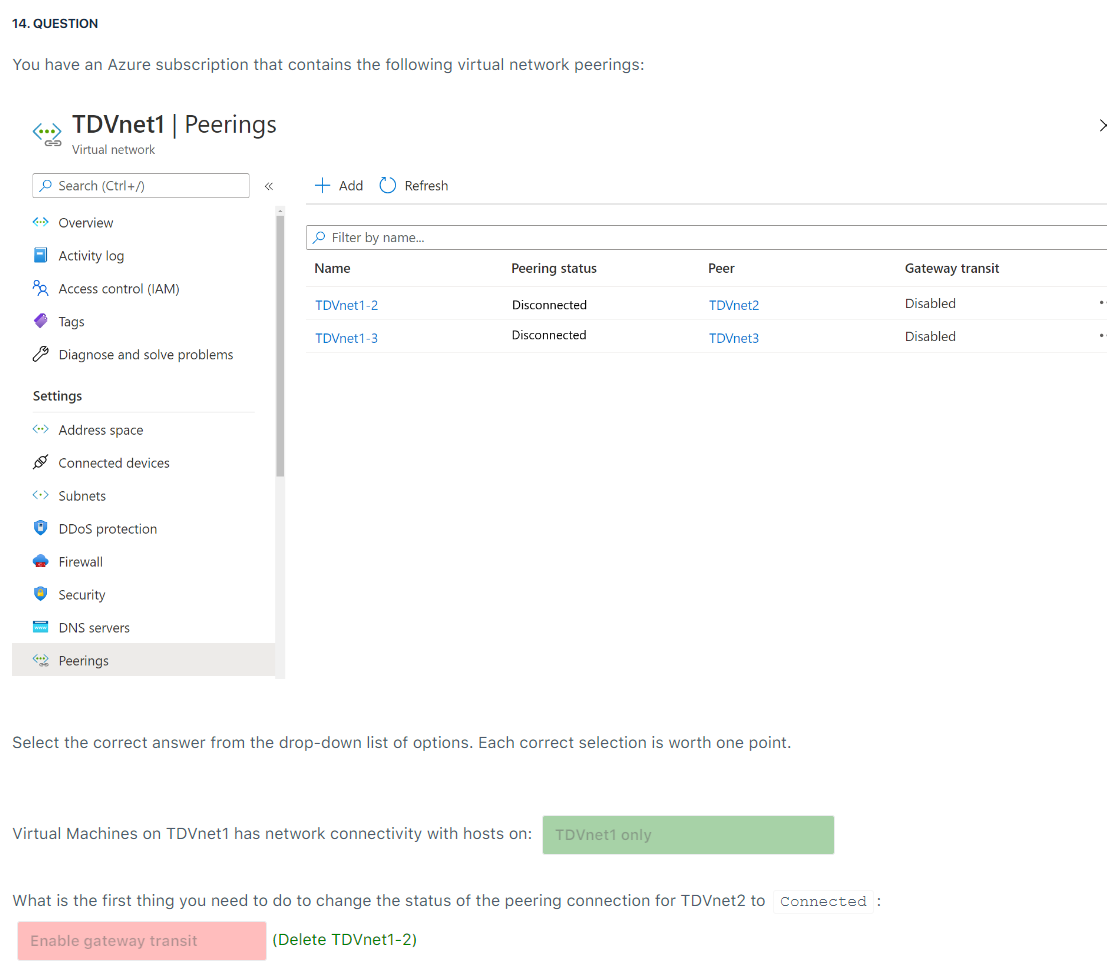 14. QUESTION
You have an Azure subscription that contains the following virtual network peerings:
TDVnet1 | Peerings
Virtual network
Search (Ctrl+/)
«
Add
Refresh
Overview
Activity log
Access control (IAM)
Tags
Diagnose and solve problems
Settings
Address space
Connected devices
Subnets
DDoS protection
Firewall
Security
DNS servers
Peerings
Filter by name...
Name Peering status Peer Gateway transit
TDVnet1-2 Disconnected TDVnet2 Disabled
TDVnet1-3 Disconnected TDVnet3 Disabled
Select the correct answer from the drop-down list of options. Each correct selection is worth one point.
Virtual Machines on TDVnet1 has network connectivity with hosts on: TDVnet1 only
What is the first thing you need to do to change the status of the peering connection for TDVnet2 to Connected :
Enable gateway transit (Delete TDVnet1-2)